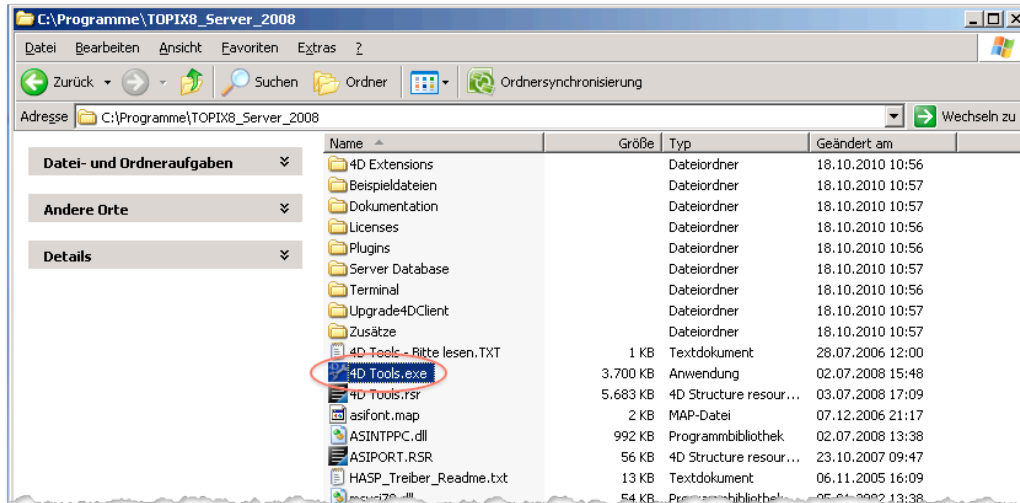 C:\Programme\TOPIX8_Server_2008
Datei Bearbeiten Ansicht Favoriten Extras ?
Zurück Suchen Ordner Ordnersynchronisierung
Adresse C:\Programme\TOPIX8_Server_2008 Wechseln zu
Name Größe Typ Geändert am
Datei- und Ordneraufgaben
Andere Orte
Details
4D Extensions Dateiordner 18.10.2010 10:56
Beispieldateien Dateiordner 18.10.2010 10:57
Dokumentation Dateiordner 18.10.2010 10:57
Licenses Dateiordner 18.10.2010 10:56
Plugins Dateiordner 18.10.2010 10:56
Server Database Dateiordner 18.10.2010 10:57
Terminal Dateiordner 18.10.2010 10:56
Upgrade4DClient Dateiordner 18.10.2010 10:57
Zusätze Dateiordner 18.10.2010 10:57
4D Tools - Bitte lesen.TXT 1 KB Textdokument 28.07.2006 12:00
4D Tools.exe 3.700 KB Anwendung 02.07.2008 15:48
4D Tools.rsr 5.683 KB 4D Structure resour... 03.07.2008 17:09
asifont.map 2 KB MAP-Datei 07.12.2006 21:17
ASINTPPC.dll 992 KB Programmbibliothek 02.07.2008 13:38
ASIPORT.RSR 56 KB 4D Structure resour... 23.10.2007 09:47
HASP_Treiber_Readme.txt 13 KB Textdokument 06.11.2005 16:09
54 KB Programmbibliothek 13:38